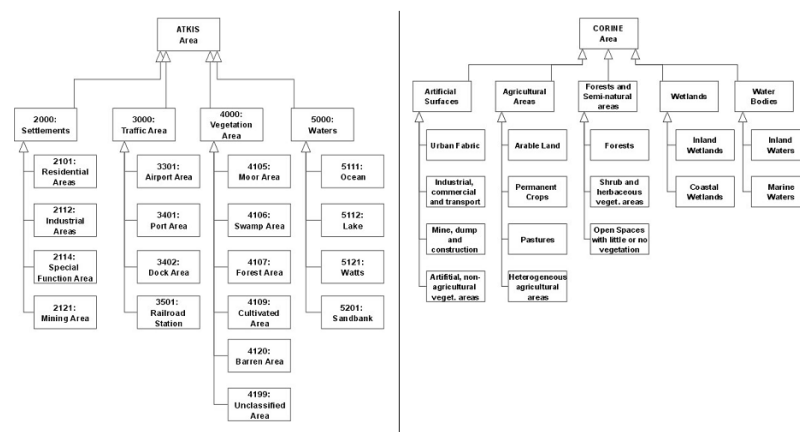 ATKIS
Area
2000:
Settlements
3000:
Traffic Area
4000:
Vegetation
Area
5000:
Waters
2101:
Residential
Areas
2112:
Industrial
Areas
2114:
Special
Function Area
2121:
Mining Area
3301:
Airport Area
3401:
Port Area
3402:
Dock Area
3501:
Railroad
Station
4105:
Moor Area
4106:
Swamp Area
4107:
Forest Area
4109:
Cultivated
Area
4120:
Barren Area
4199:
Unclassified
Area
5111:
Ocean
5112:
Lake
5121:
Watts
5201:
Sandbank
CORINE
Area
Artificial
Surfaces
Agricultural
Areas
Forests and
Semi-natural
areas
Wetlands
Water
Bodies
Urban Fabric
Industrial,
commercial
and transport
Mine, dump
and
construction
Artifitial, non-
agricultural
veget. areas
Arable Land
Permanent
Crops
Pastures
Heterogeneous
agricultural
areas
Forests
Shrub and
herbaceous
veget. areas
Open Spaces
with little or no
vegetation
Inland
Wetlands
Coastal
Wetlands
Inland
Waters
Marine
Waters